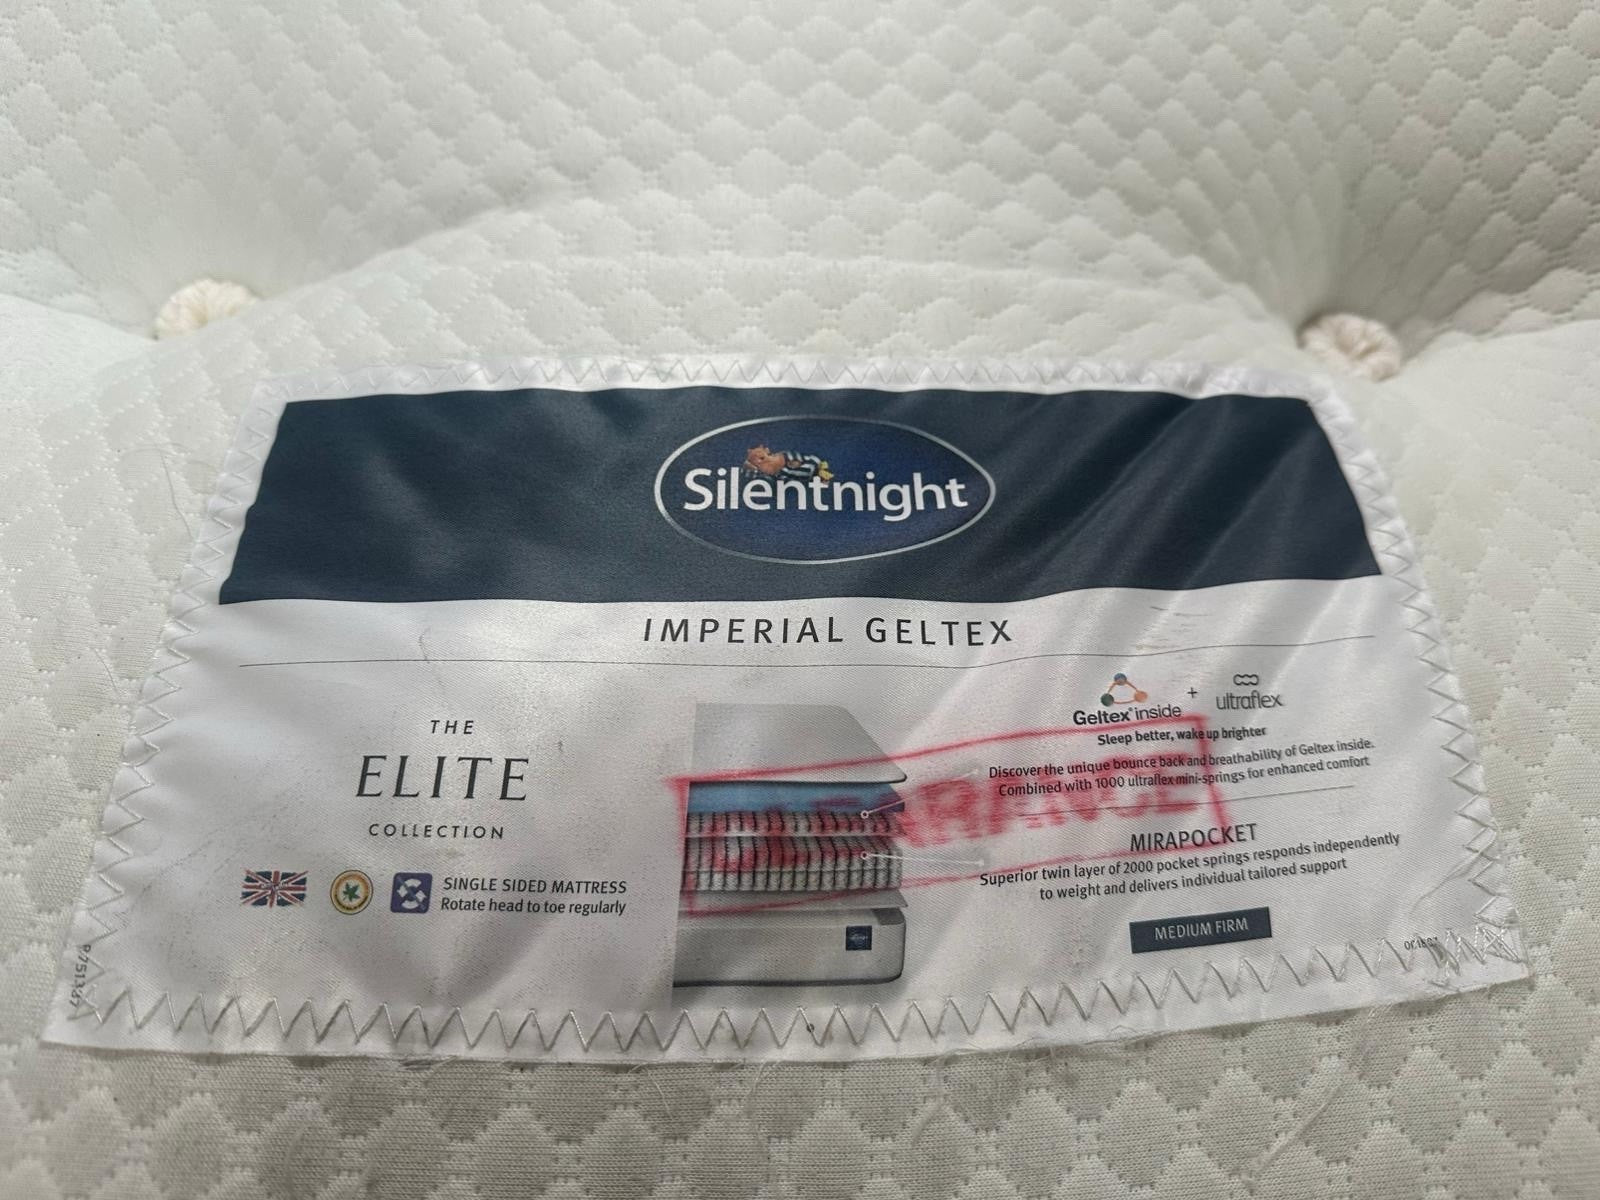 Silentnight
IMPERIAL GELTEX
THE
ELITE
COLLECTION
SINGLE SIDED MATTRESS
Rotate head to toe regularly
Geltex® inside + ultraflex
Sleep better, wake up brighter
Discover the unique bounce back and breathability of Geltex inside.
Combined with 1000 ultraflex mini-springs for enhanced comfort
MIRAPOCKET
Superior twin layer of 2000 pocket springs responds independently
to weight and delivers individual tailored support
MEDIUM FIRM